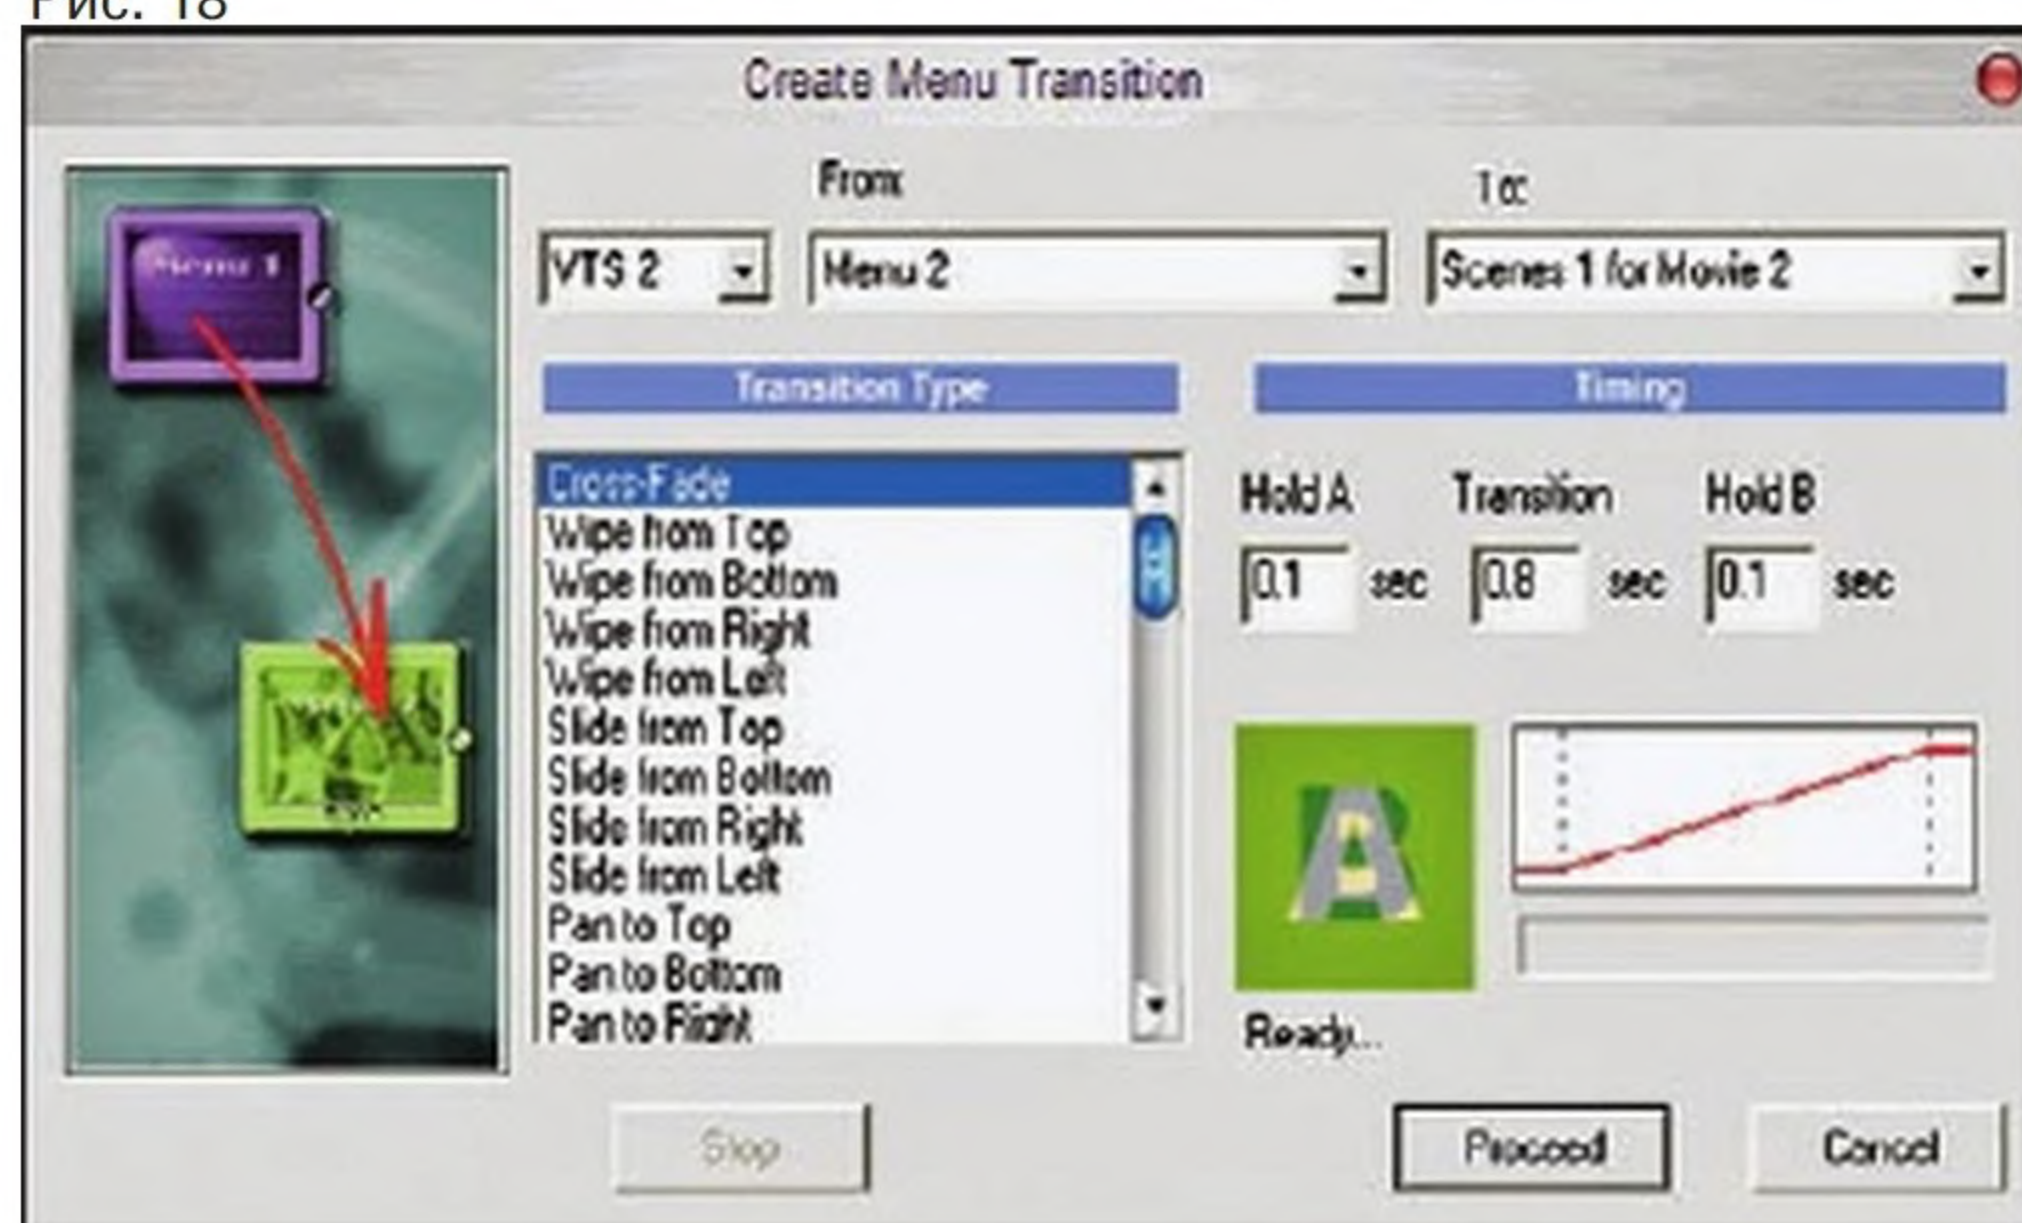 Рис. 18
Create Menu Transition
From:
To:
VTS 2
Menu 2
Scenes 1 for Movie 2
Transition Type
Timing
Cross-Fade
Wipe from Top
Wipe from Bottom
Wipe from Right
Wipe from Left
Slide from Top
Slide from Bottom
Slide from Right
Slide from Left
Pan to Top
Pan to Bottom
Pan to Right
Hold A
Transition
Hold B
0.1 sec
0.8 sec
0.1 sec
Menu 1
A
B
Ready...
Stop
Proceed
Cancel